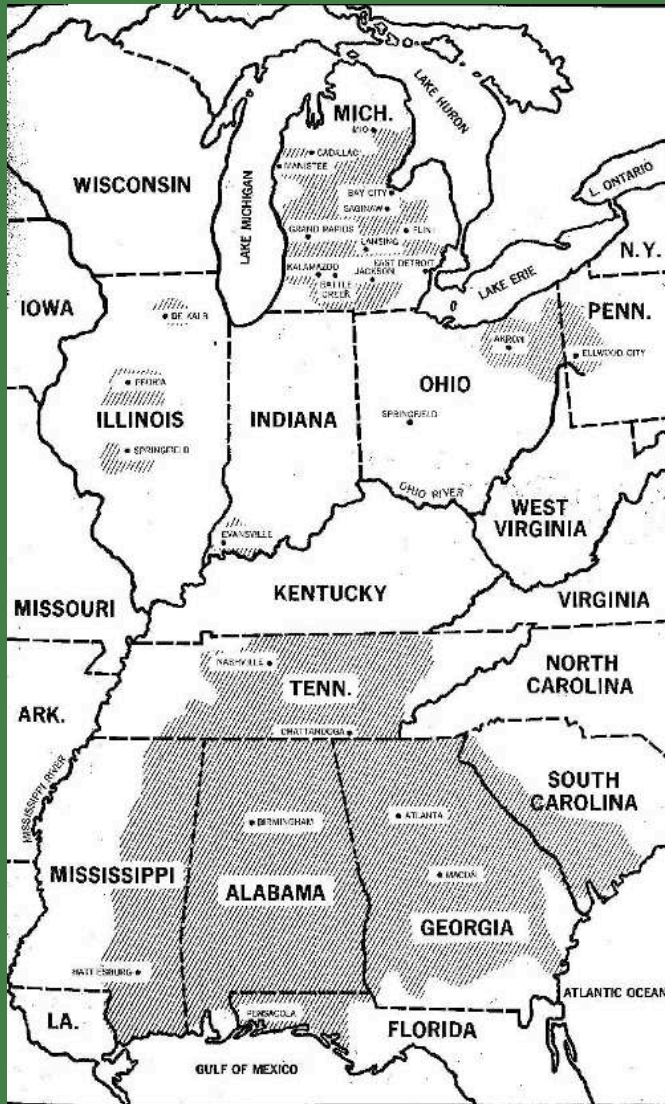 LAKE HURON
MICH.
MIO
CADILLAC
MANISTEE
WISCONSIN
LAKE MICHIGAN
L. ONTARIO
BAY CITY
SAGINAW
GRAND RAPIDS
FLINT
LANSING
N.Y.
EAST DETROIT
KALAMAZOO
JACKSON
BATTLE
CREEK
LAKE ERIE
IOWA
DE KALB
PENN.
AKRON
ELLWOOD CITY
PEORIA
OHIO
ILLINOIS
INDIANA
SPRINGFIELD
SPRINGFIELD
OHIO RIVER
WEST
VIRGINIA
EVANSVILLE
KENTUCKY
MISSOURI
VIRGINIA
NASHVILLE
TENN.
NORTH
CAROLINA
ARK.
CHATTANOOGA
MISSISSIPPI RIVER
SOUTH
CAROLINA
BIRMINGHAM
ATLANTA
MISSISSIPPI
MACON
ALABAMA
GEORGIA
HATTIESBURG
ATLANTIC OCEAN
LA.
PENSACOLA
FLORIDA
GULF OF MEXICO